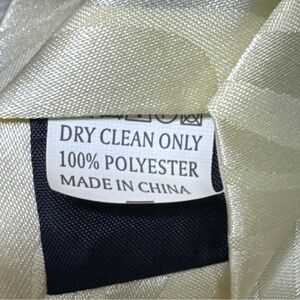 DRY CLEAN ONLY
100% POLYESTER
MADE IN CHINA